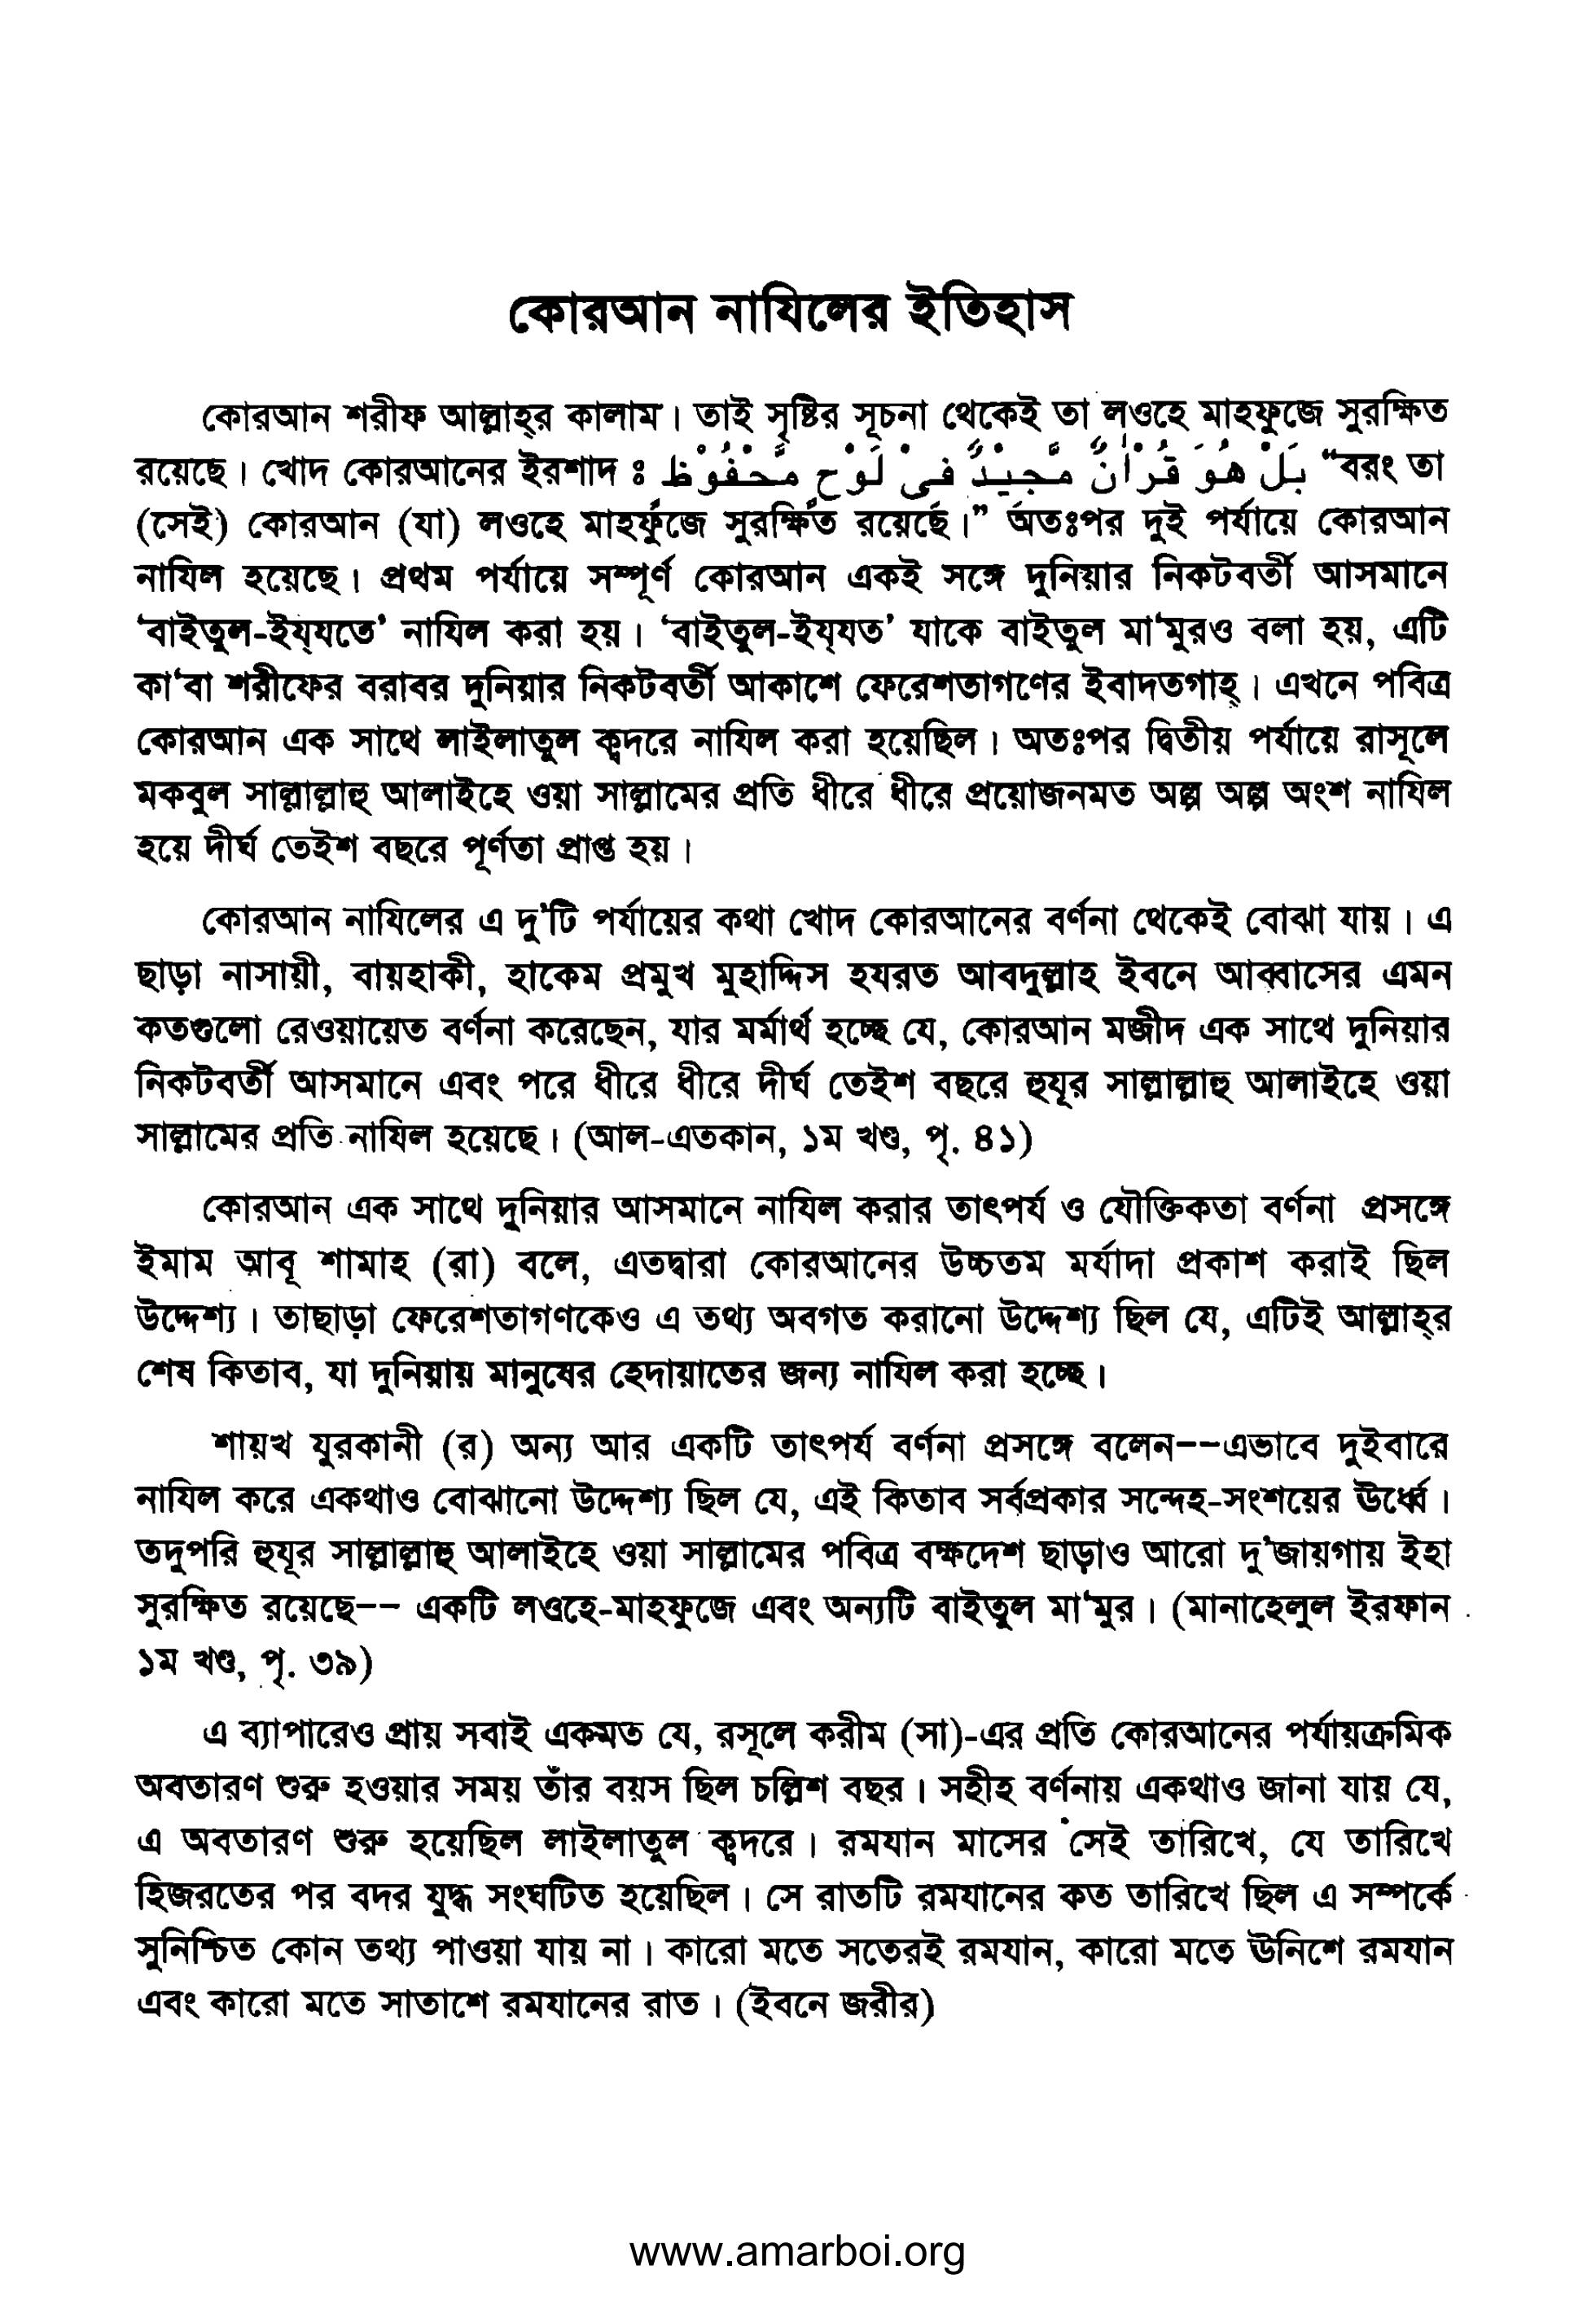 কোরআন নাযিলের ইতিহাস
কোরআন শরীফ আল্লাহ্‌র কালাম। তাই সৃষ্টির সূচনা থেকেই তা লওহে মাহফুজে সুরক্ষিত
রয়েছে। খোদ কোরআনের ইরশাদ ঃ بَلْ هُوَ قُرْاٰنٌ مَّجِيْدٌ فِىْ لَوْحٍ مَّحْفُوْظٍ “বরং তা
(সেই) কোরআন (যা) লওহে মাহফুজে সুরক্ষিত রয়েছে।” অতঃপর দুই পর্যায়ে কোরআন
নাযিল হয়েছে। প্রথম পর্যায়ে সম্পূর্ণ কোরআন একই সঙ্গে দুনিয়ার নিকটবর্তী আসমানে
‘বাইতুল-ইয্‌যতে’ নাযিল করা হয়। ‘বাইতুল-ইয্‌যত’ যাকে বাইতুল মা‘মুরও বলা হয়, এটি
কা‘বা শরীফের বরাবর দুনিয়ার নিকটবর্তী আকাশে ফেরেশতাগণের ইবাদতগাহ্‌। এখনে পবিত্র
কোরআন এক সাথে লাইলাতুল ক্বদরে নাযিল করা হয়েছিল। অতঃপর দ্বিতীয় পর্যায়ে রাসূলে
মকবুল সাল্লাল্লাহু আলাইহে ওয়া সাল্লামের প্রতি ধীরে ধীরে প্রয়োজনমত অল্প অল্প অংশ নাযিল
হয়ে দীর্ঘ তেইশ বছরে পূর্ণতা প্রাপ্ত হয়।
কোরআন নাযিলের এ দু’টি পর্যায়ের কথা খোদ কোরআনের বর্ণনা থেকেই বোঝা যায়। এ
ছাড়া নাসায়ী, বায়হাকী, হাকেম প্রমুখ মুহাদ্দিস হযরত আবদুল্লাহ ইবনে আব্বাসের এমন
কতগুলো রেওয়ায়েত বর্ণনা করেছেন, যার মর্মার্থ হচ্ছে যে, কোরআন মজীদ এক সাথে দুনিয়ার
নিকটবর্তী আসমানে এবং পরে ধীরে ধীরে দীর্ঘ তেইশ বছরে হুযূর সাল্লাল্লাহু আলাইহে ওয়া
সাল্লামের প্রতি নাযিল হয়েছে। (আল-এতকান, ১ম খণ্ড, পৃ. ৪১)
কোরআন এক সাথে দুনিয়ার আসমানে নাযিল করার তাৎপর্য ও যৌক্তিকতা বর্ণনা প্রসঙ্গে
ইমাম আবূ শামাহ (রা) বলে, এতদ্বারা কোরআনের উচ্চতম মর্যাদা প্রকাশ করাই ছিল
উদ্দেশ্য। তাছাড়া ফেরেশতাগণকেও এ তথ্য অবগত করানো উদ্দেশ্য ছিল যে, এটিই আল্লাহ্‌র
শেষ কিতাব, যা দুনিয়ায় মানুষের হেদায়াতের জন্য নাযিল করা হচ্ছে।
শায়খ যুরকানী (র) অন্য আর একটি তাৎপর্য বর্ণনা প্রসঙ্গে বলেন--এভাবে দুইবারে
নাযিল করে একথাও বোঝানো উদ্দেশ্য ছিল যে, এই কিতাব সর্বপ্রকার সন্দেহ-সংশয়ের ঊর্ধ্বে।
তদুপরি হুযূর সাল্লাল্লাহু আলাইহে ওয়া সাল্লামের পবিত্র বক্ষদেশ ছাড়াও আরো দু’জায়গায় ইহা
সুরক্ষিত রয়েছে-- একটি লওহে-মাহফুজে এবং অন্যটি বাইতুল মা‘মুর। (মানাহেলুল ইরফান
১ম খণ্ড, পৃ. ৩৯)
এ ব্যাপারেও প্রায় সবাই একমত যে, রসূলে করীম (সা)-এর প্রতি কোরআনের পর্যায়ক্রমিক
অবতারণ শুরু হওয়ার সময় তাঁর বয়স ছিল চল্লিশ বছর। সহীহ বর্ণনায় একথাও জানা যায় যে,
এ অবতারণ শুরু হয়েছিল লাইলাতুল ক্বদরে। রমযান মাসের সেই তারিখে, যে তারিখে
হিজরতের পর বদর যুদ্ধ সংঘটিত হয়েছিল। সে রাতটি রমযানের কত তারিখে ছিল এ সম্পর্কে
সুনিশ্চিত কোন তথ্য পাওয়া যায় না। কারো মতে সতেরই রমযান, কারো মতে ঊনিশে রমযান
এবং কারো মতে সাতাশে রমযানের রাত। (ইবনে জরীর)
www.amarboi.org